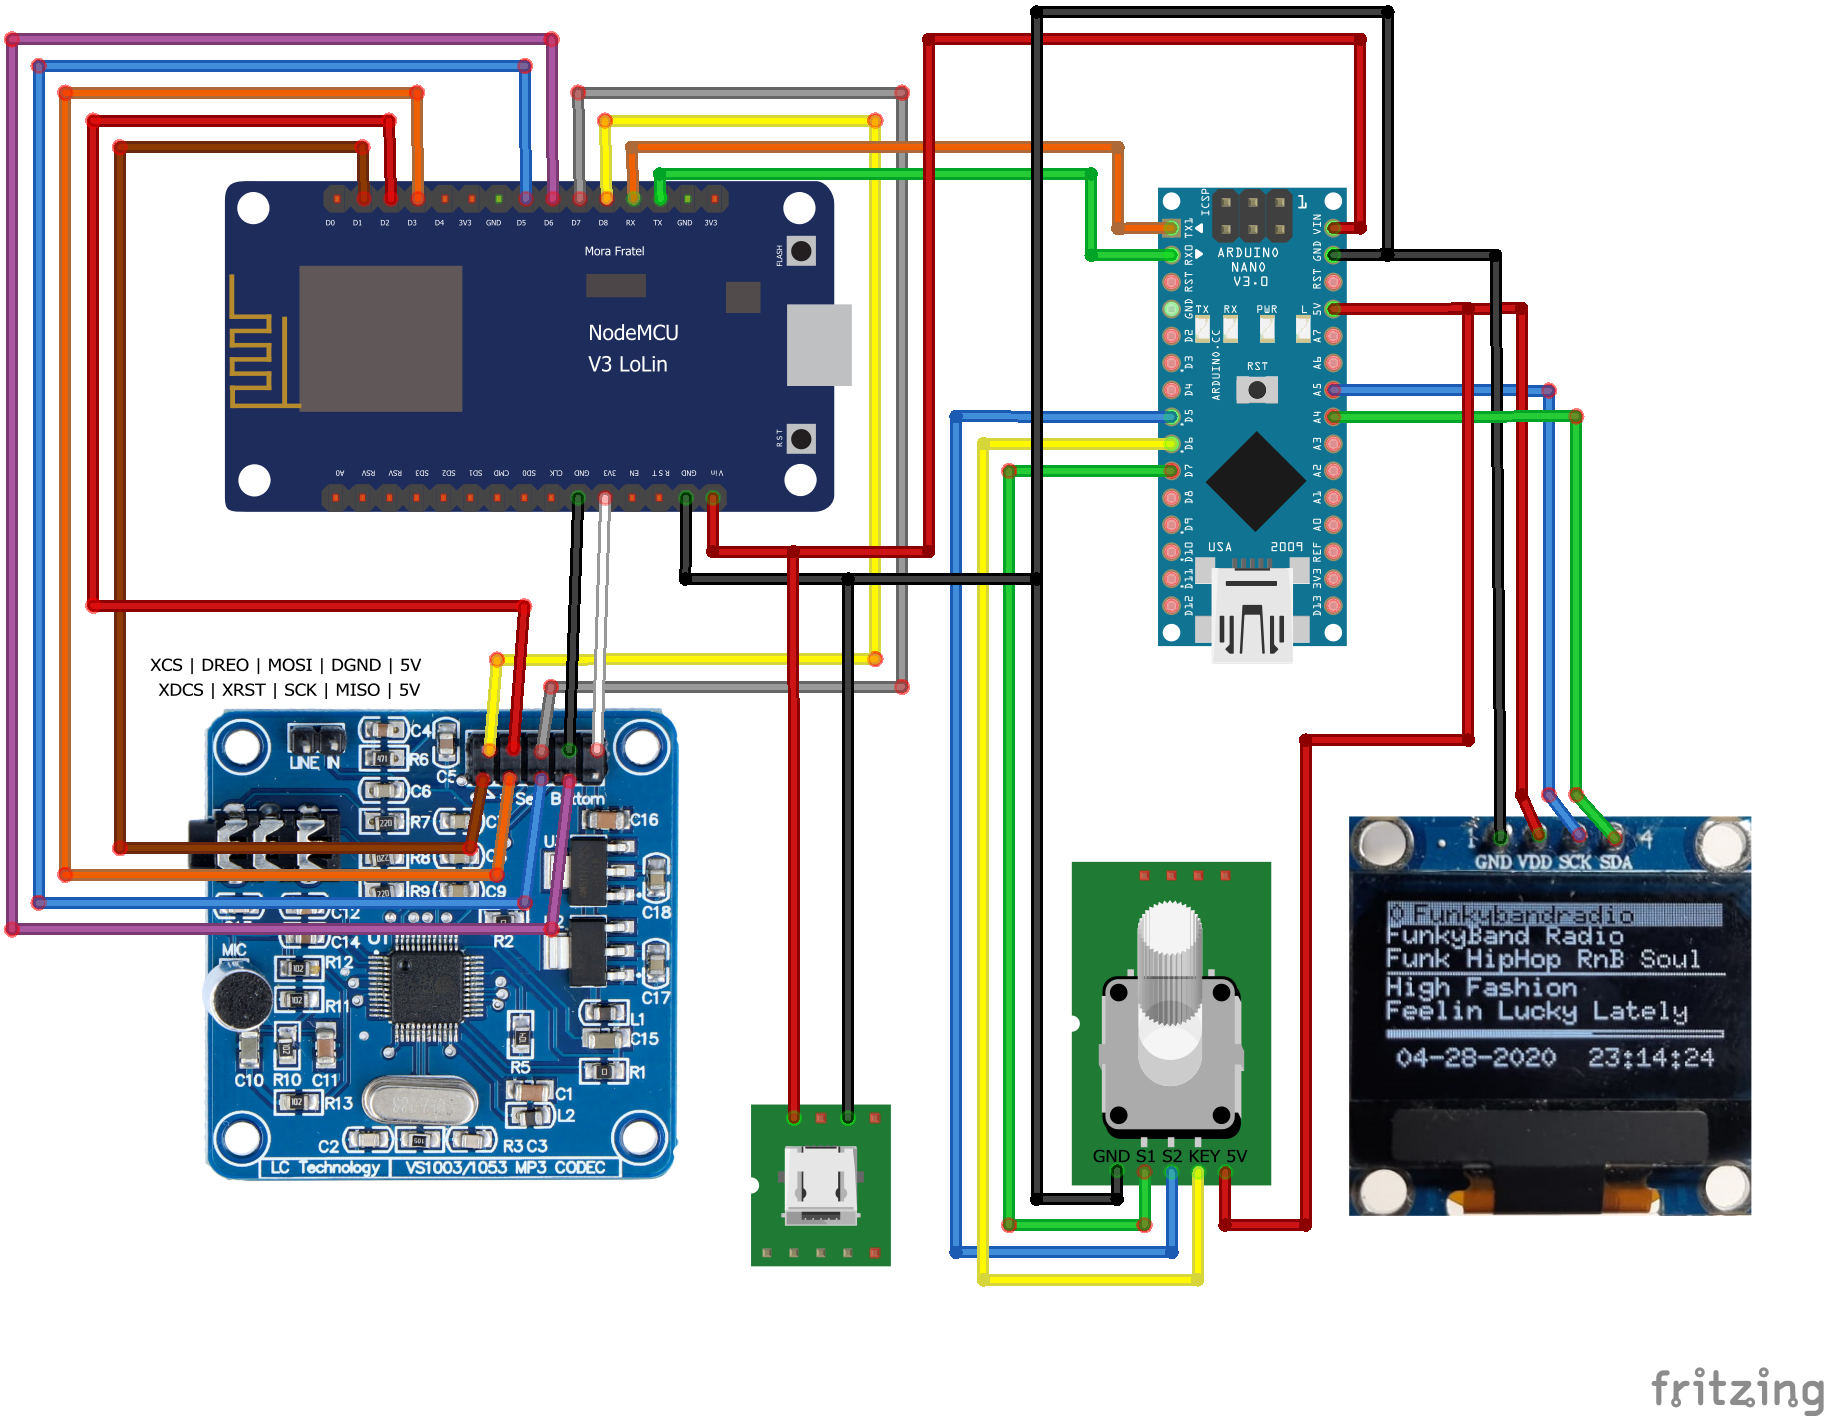 D0 D1 D2 D3 D4 3V3 GND D5 D6 D7 D8 RX TX GND 3V3
Mora Fratel
FLASH
NodeMCU
V3 LoLin
RST
A0 RSV RSV SD3 SD2 SD1 CMD SD0 CLK GND 3V3 EN RST GND Vin
ICSP
1
TX1
RX0
RST
GND
D2
D3
D4
D5
D6
D7
D8
D9
D10
D11
D12
VIN
GND
RST
5V
A7
A6
A5
A4
A3
A2
A1
A0
REF
3V3
D13
ARDUINO
NANO
V3.0
TX RX PWR L
ARDUINO.CC
RST
USA 2009
XCS | DREO | MOSI | DGND | 5V
XDCS | XRST | SCK | MISO | 5V
LINE IN
C4
R6
C5
C6
R7
R8
R9
C9
C12
C14
C16
C18
C17
U1
R2
MIC
R12
R11
L1
C15
R5
R1
C10 R10 C11
R13
C1
L2
C2
R3 C3
LC Technology
VS1003/1053 MP3 CODEC
GND S1 S2 KEY 5V
1 4
GND VDD SCK SDA
0 Funkybandradio
FunkyBand Radio
Funk HipHop RnB Soul
High Fashion
Feelin Lucky Lately
04-28-2020 23:14:24
fritzing